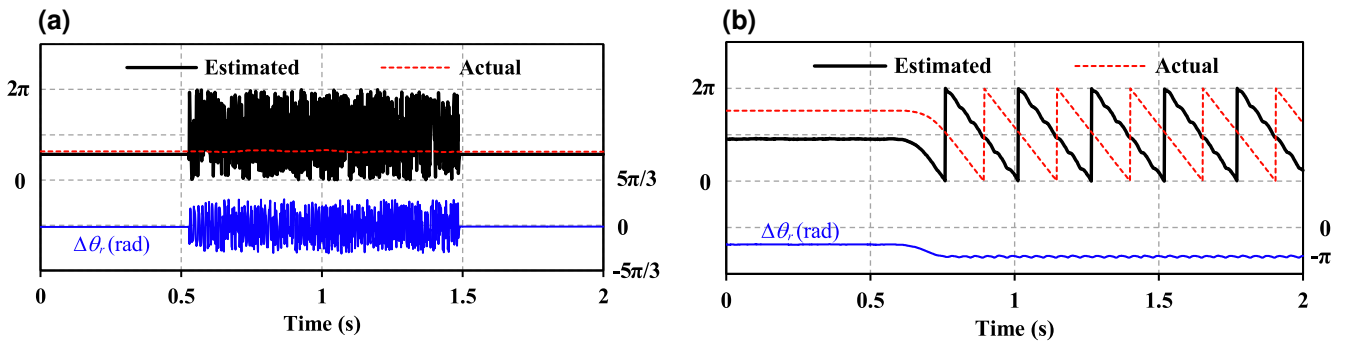 (a)
Estimated Actual
2π
0
5π/3
Δθr (rad)
0
-5π/3
0 0.5 1 1.5 2
Time (s)
(b)
Estimated Actual
2π
0
0
Δθr (rad)
-π
0 0.5 1 1.5 2
Time (s)